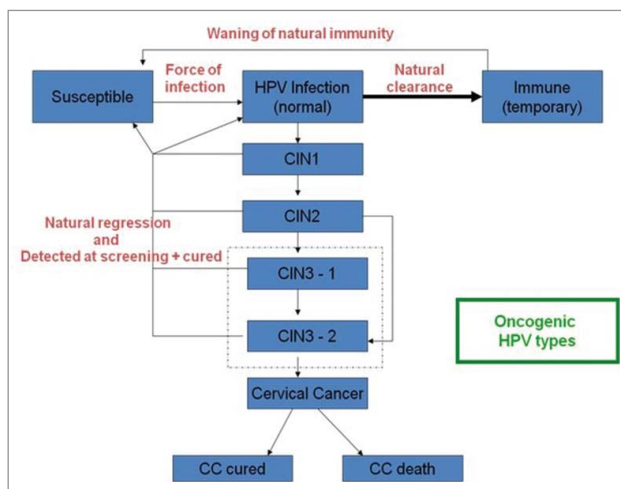 Waning of natural immunity
Susceptible
Force of
infection
HPV Infection
(normal)
Natural
clearance
Immune
(temporary)
CIN1
CIN2
Natural regression
and
Detected at screening + cured
CIN3 - 1
CIN3 - 2
Oncogenic
HPV types
Cervical Cancer
CC cured
CC death